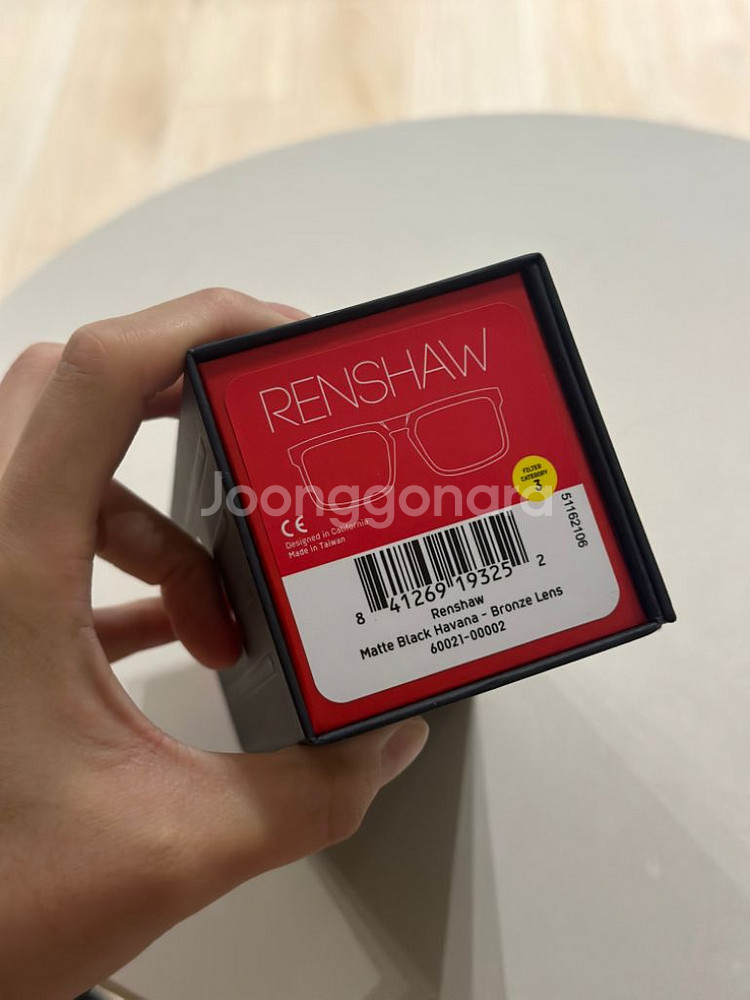 RENSHAW
FILTER
CATEGORY
3
Joonggonara
CE
Designed in California
Made in Taiwan
51162106
8 41269 19325 2
Renshaw
Matte Black Havana - Bronze Lens
60021-00002